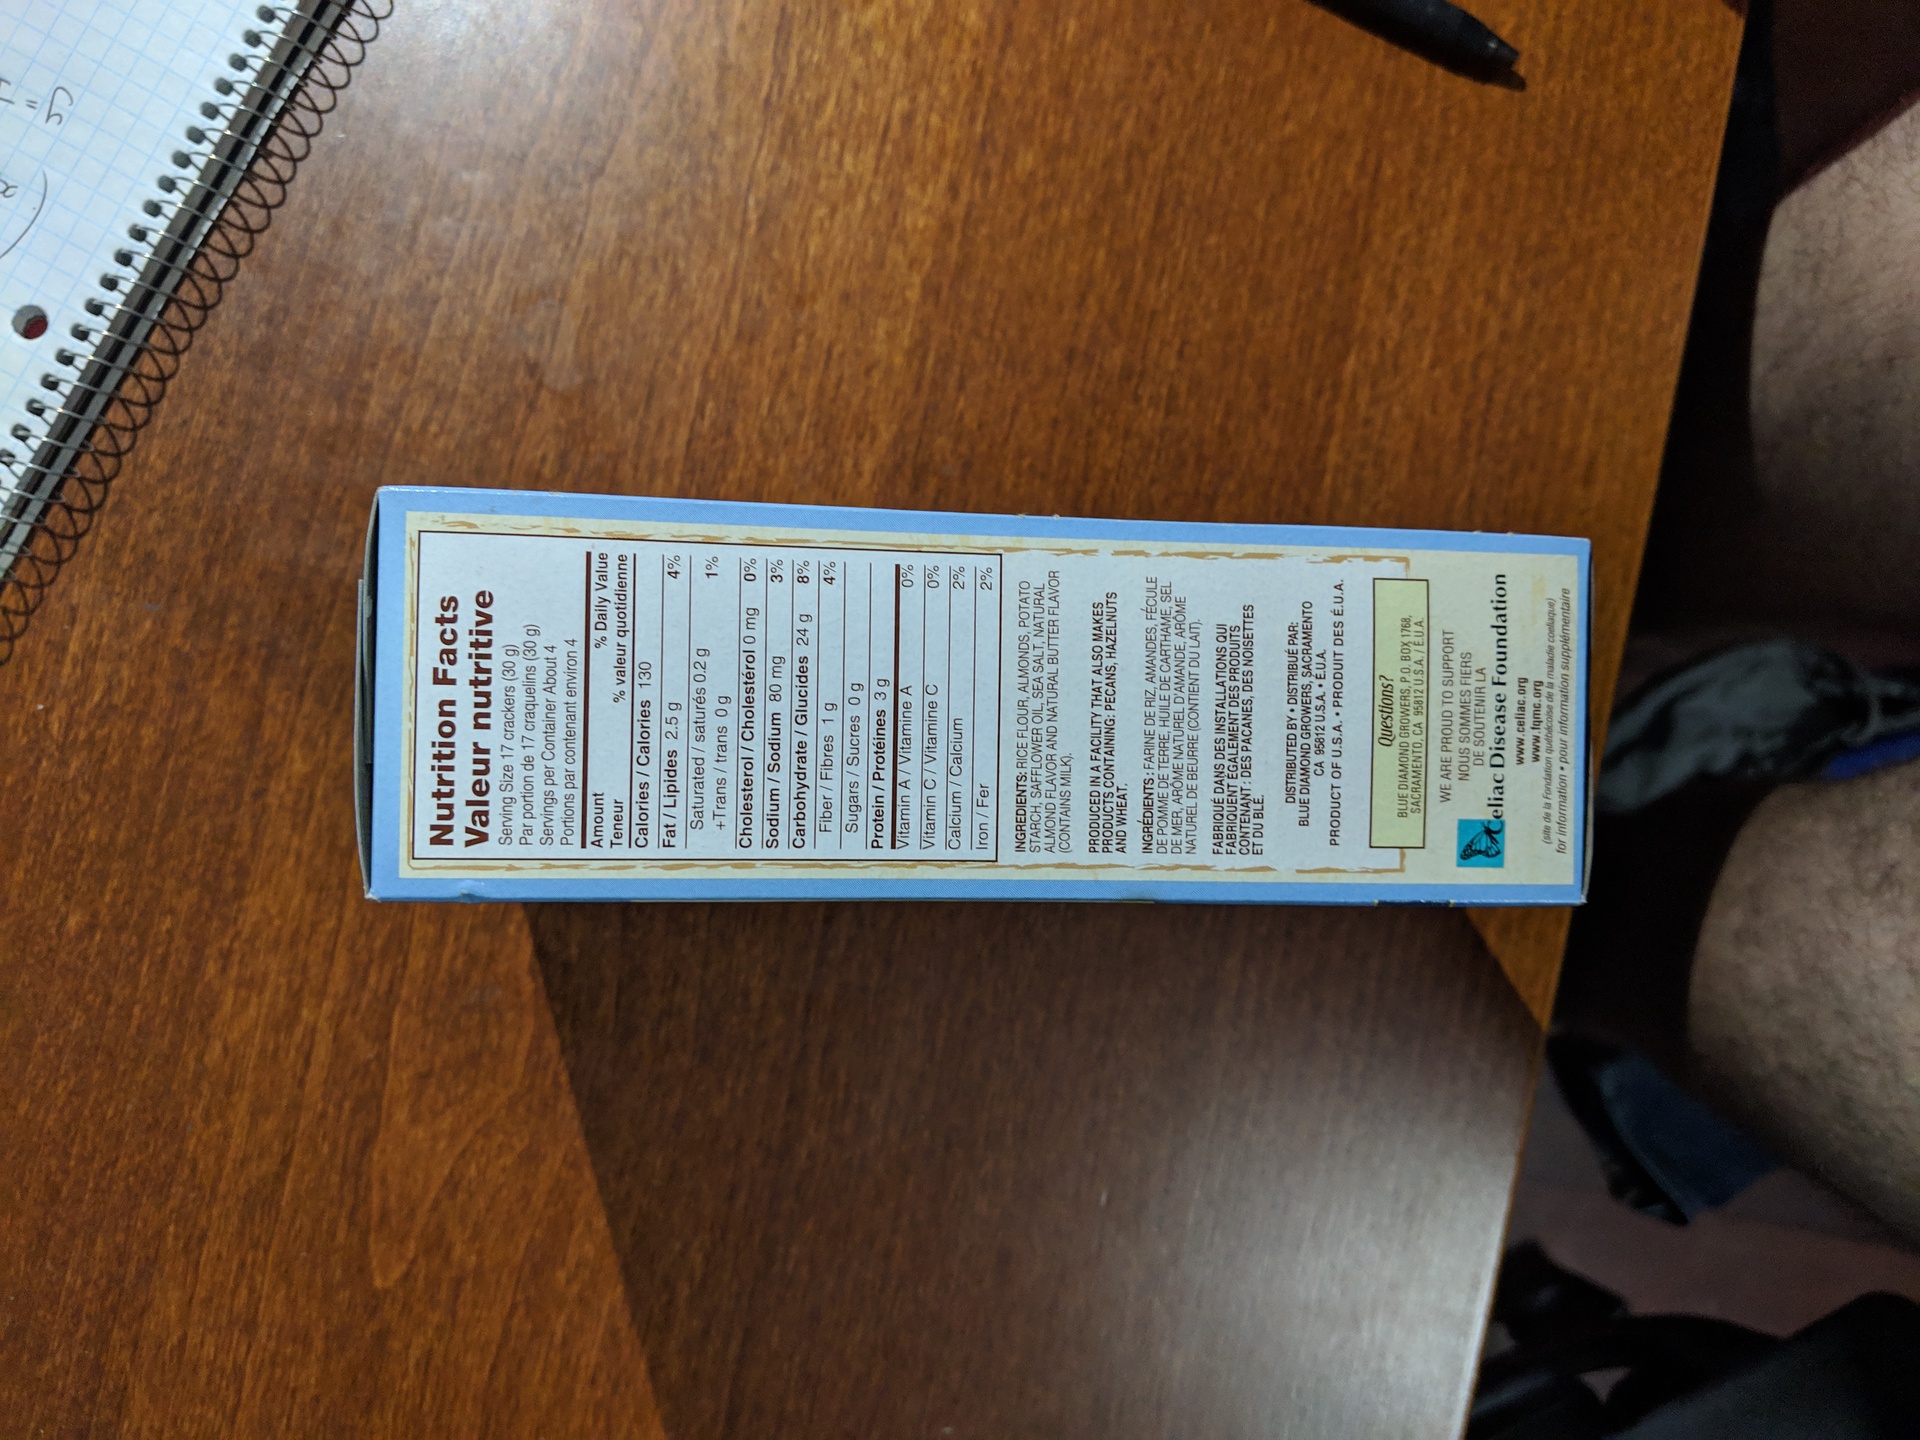 Nutrition Facts
Valeur nutritive
Serving Size 17 crackers (30 g)
Par portion de 17 craquelins (30 g)
Servings per Container About 4
Portions par contenant environ 4
Amount % Daily Value
Teneur % valeur quotidienne
Calories / Calories 130
Fat / Lipides 2.5 g 4%
Saturated / saturés 0.2 g 1%
+Trans / trans 0 g
Cholesterol / Cholestérol 0 mg 0%
Sodium / Sodium 80 mg 3%
Carbohydrate / Glucides 24 g 8%
Fiber / Fibres 1 g 4%
Sugars / Sucres 0 g
Protein / Protéines 3 g
Vitamin A / Vitamine A 0%
Vitamin C / Vitamine C 0%
Calcium / Calcium 2%
Iron / Fer 2%
INGREDIENTS: RICE FLOUR, ALMONDS, POTATO
STARCH, SAFFLOWER OIL, SEA SALT, NATURAL
ALMOND FLAVOR AND NATURAL BUTTER FLAVOR
(CONTAINS MILK).
PRODUCED IN A FACILITY THAT ALSO MAKES
PRODUCTS CONTAINING: PECANS, HAZELNUTS
AND WHEAT.
INGRÉDIENTS : FARINE DE RIZ, AMANDES, FÉCULE
DE POMME DE TERRE, HUILE DE CARTHAME, SEL
DE MER, ARÔME NATUREL D'AMANDE, ARÔME
NATUREL DE BEURRE (CONTIENT DU LAIT).
FABRIQUÉ DANS DES INSTALLATIONS QUI
FABRIQUENT ÉGALEMENT DES PRODUITS
CONTENANT : DES PACANES, DES NOISETTES
ET DU BLÉ.
DISTRIBUTED BY • DISTRIBUÉ PAR:
BLUE DIAMOND GROWERS, SACRAMENTO
CA 95812 U.S.A. • É.U.A.
PRODUCT OF U.S.A. • PRODUIT DES É.U.A.
Questions?
BLUE DIAMOND GROWERS, P.O. BOX 1768,
SACRAMENTO, CA 95812 U.S.A. / É.U.A.
WE ARE PROUD TO SUPPORT
NOUS SOMMES FIERS
DE SOUTENIR LA
Celiac Disease Foundation
www.celiac.org
www.fqmc.org
(site de la Fondation québécoise de la maladie coeliaque)
for information • pour information supplémentaire